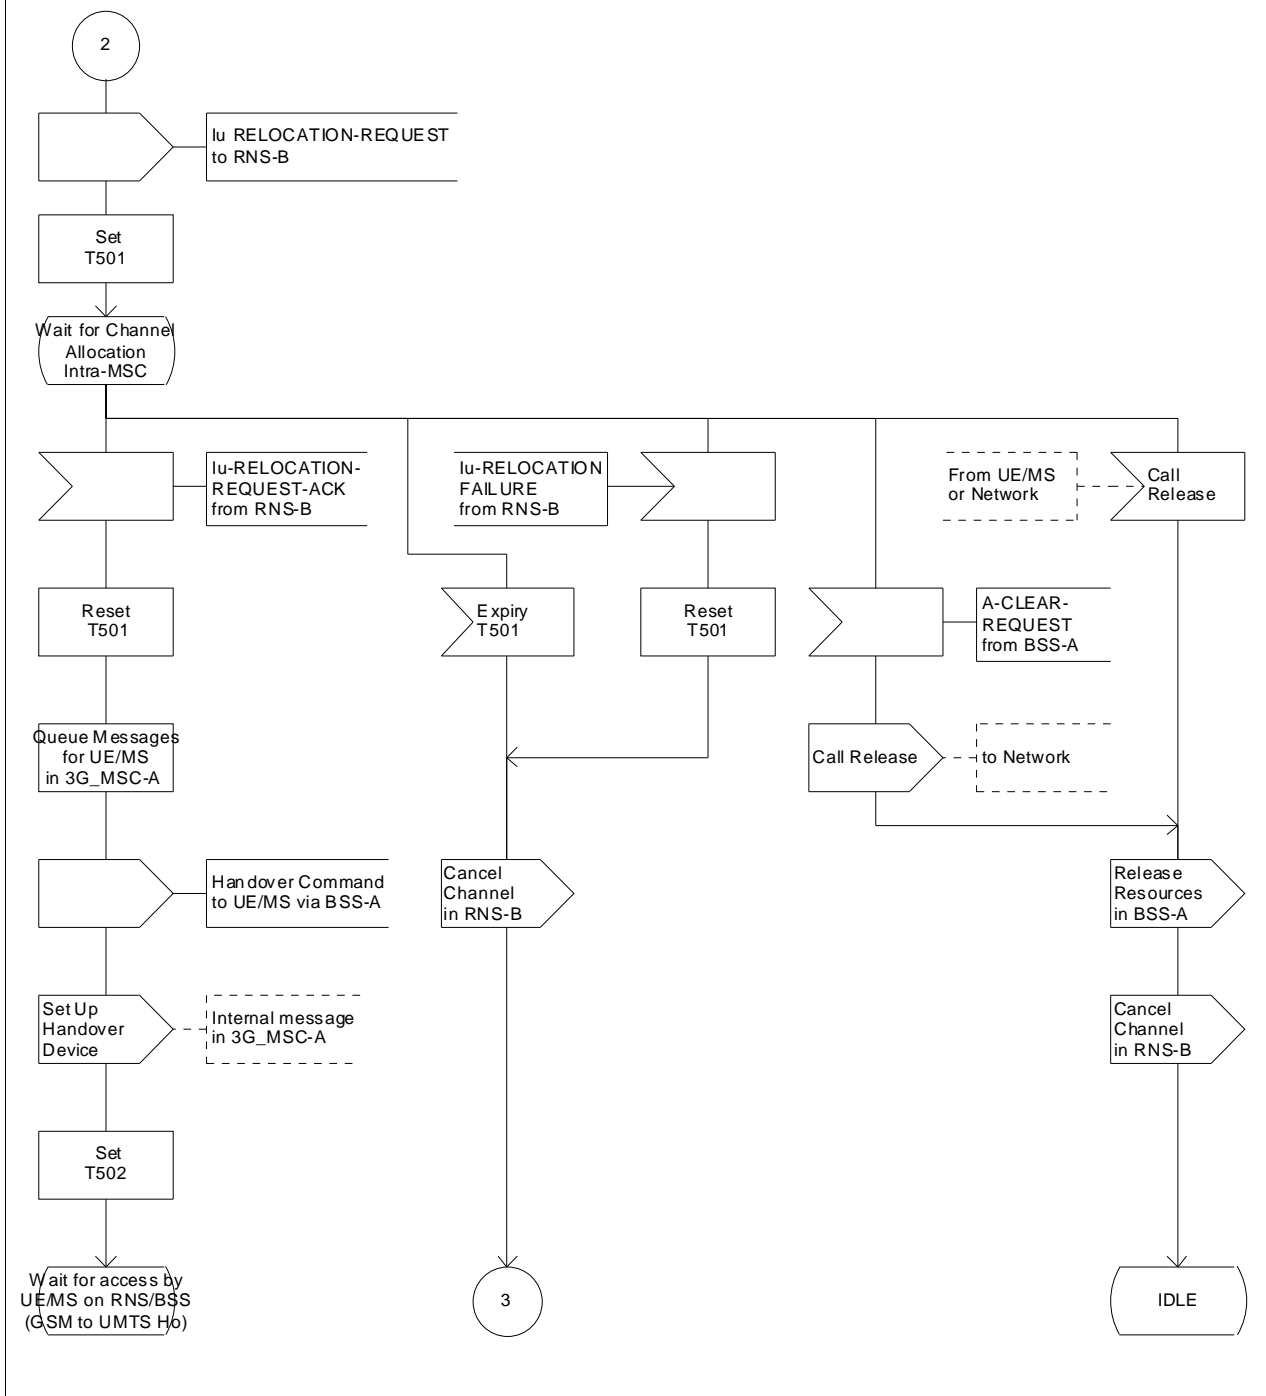 2
Iu RELOCATION-REQUEST
to RNS-B
Set
T501
Wait for Channel
Allocation
Intra-MSC
Iu-RELOCATION-
REQUEST-ACK
from RNS-B
Iu-RELOCATION
FAILURE
from RNS-B
From UE/MS
or Network
Call
Release
Reset
T501
Expiry
T501
Reset
T501
A-CLEAR-
REQUEST
from BSS-A
Queue Messages
for UE/MS
in 3G_MSC-A
Call Release
to Network
Handover Command
to UE/MS via BSS-A
Cancel
Channel
in RNS-B
Release
Resources
in BSS-A
Set Up
Handover
Device
Internal message
in 3G_MSC-A
Cancel
Channel
in RNS-B
Set
T502
Wait for access by
UE/MS on RNS/BSS
(GSM to UMTS Ho)
3
IDLE